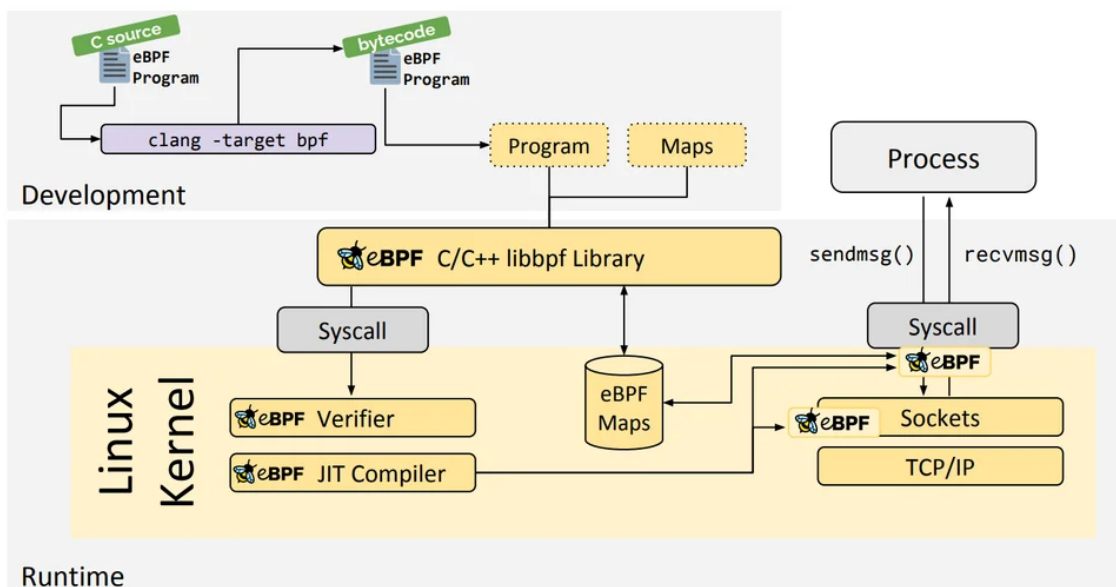 C source
eBPF
Program
bytecode
eBPF
Program
clang -target bpf
Program
Maps
Development
Process
eBPF C/C++ libbpf Library
sendmsg()
recvmsg()
Syscall
Syscall
eBPF
Linux
Kernel
eBPF
Maps
eBPF Verifier
eBPF Sockets
eBPF JIT Compiler
TCP/IP
Runtime